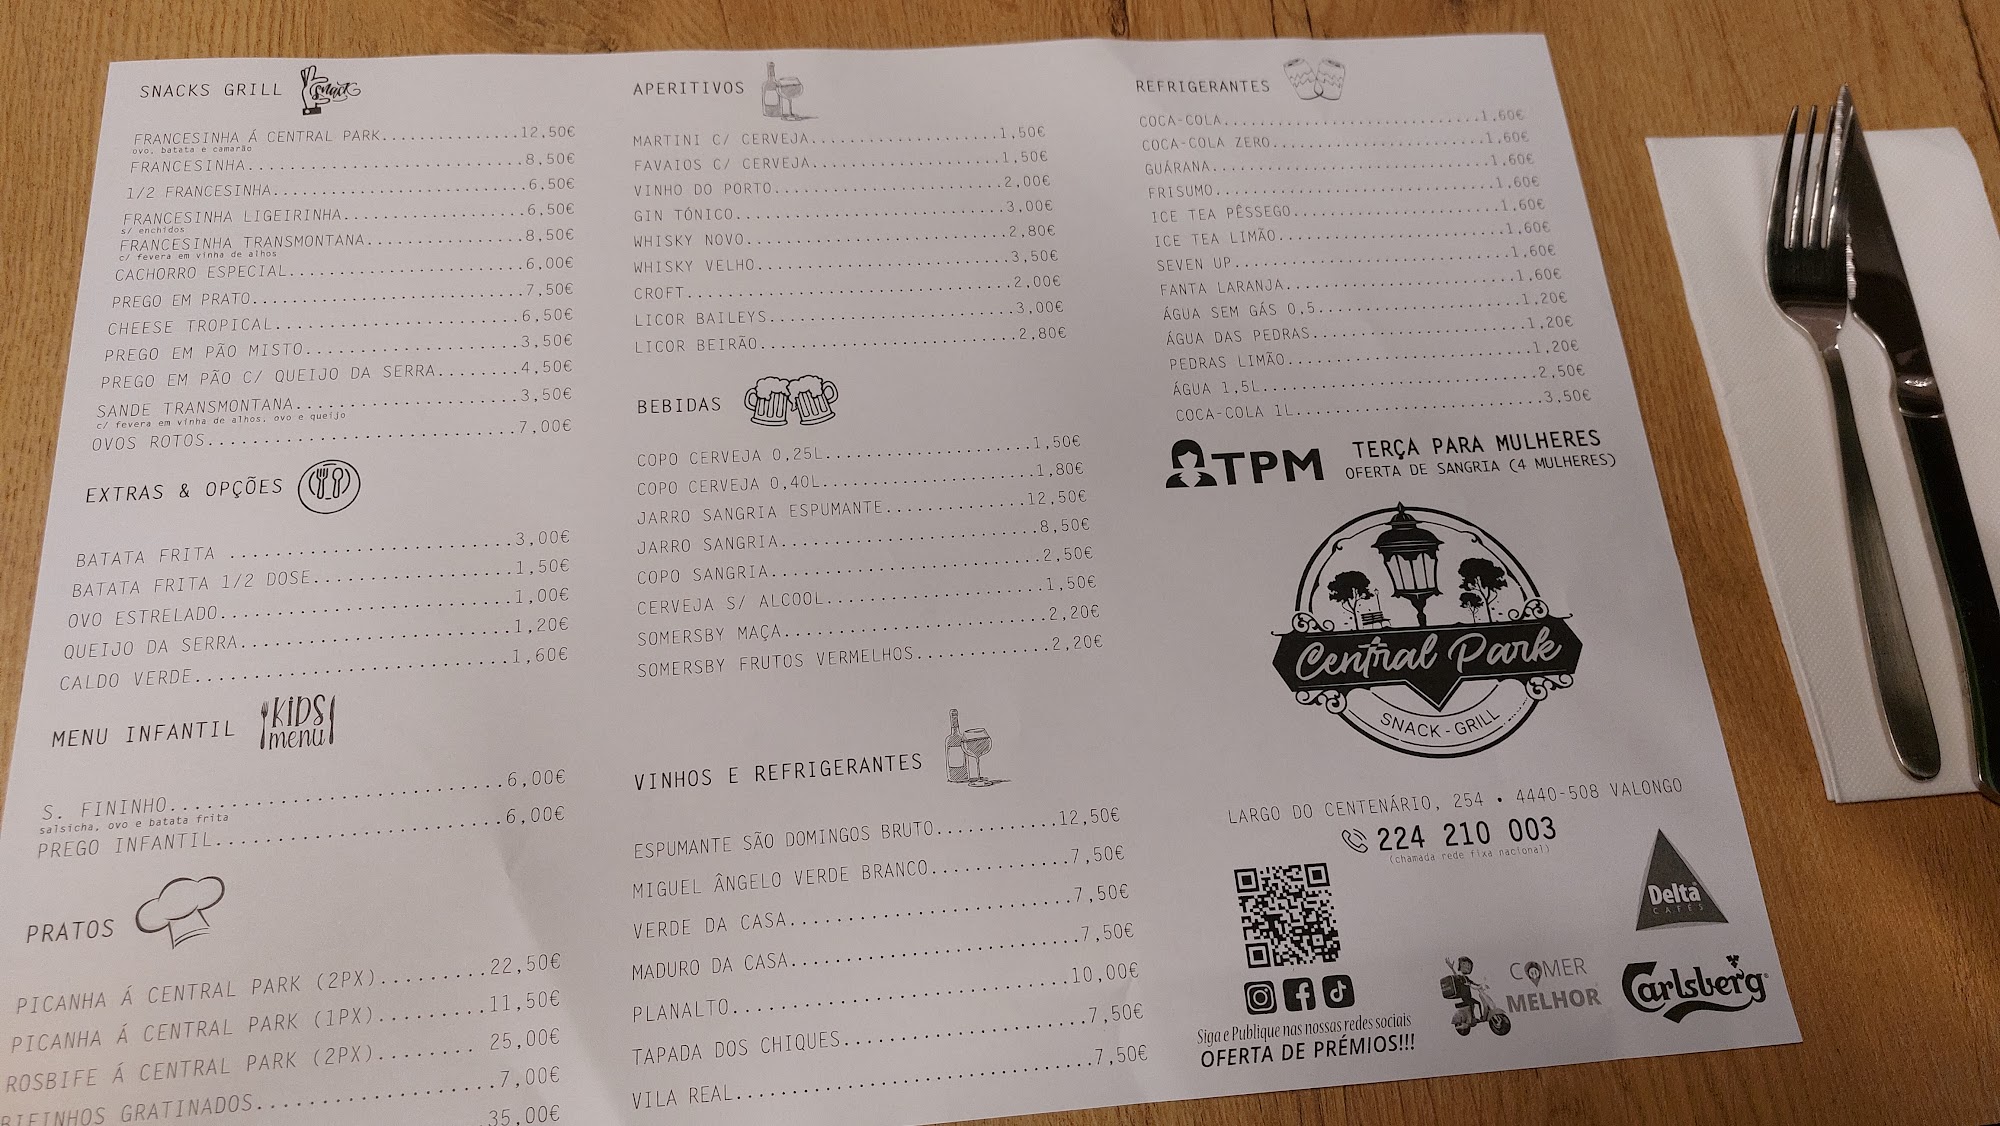 SNACKS GRILL
snack
FRANCESINHA Á CENTRAL PARK...............12,50€
ovo, batata e camarão
FRANCESINHA..............................8,50€
1/2 FRANCESINHA...........................6,50€
FRANCESINHA LIGEIRINHA....................6,50€
s/ enchidos
FRANCESINHA TRANSMONTANA.................8,50€
c/ fevera em vinha de alhos
CACHORRO ESPECIAL.........................6,00€
PREGO EM PRATO............................7,50€
CHEESE TROPICAL...........................6,50€
PREGO EM PÃO MISTO.......................3,50€
PREGO EM PÃO C/ QUEIJO DA SERRA........4,50€
SANDE TRANSMONTANA.......................3,50€
c/ fevera em vinha de alhos, ovo e queijo
OVOS ROTOS...............................7,00€
EXTRAS & OPÇÕES
BATATA FRITA ............................3,00€
BATATA FRITA 1/2 DOSE....................1,50€
OVO ESTRELADO............................1,00€
QUEIJO DA SERRA..........................1,20€
CALDO VERDE..............................1,60€
MENU INFANTIL
KIDS
menu
S. FININHO...............................6,00€
salsicha, ovo e batata frita
PREGO INFANTIL...........................6,00€
PRATOS
PICANHA Á CENTRAL PARK (2PX).........22,50€
PICANHA Á CENTRAL PARK (1PX).........11,50€
ROSBIFE Á CENTRAL PARK (2PX)........ 25,00€
BIFINHOS GRATINADOS.....................7,00€
35,00€
APERITIVOS
MARTINI C/ CERVEJA....................1,50€
FAVAIOS C/ CERVEJA....................1,50€
VINHO DO PORTO........................2,00€
GIN TÓNICO............................3,00€
WHISKY NOVO...........................2,80€
WHISKY VELHO..........................3,50€
CROFT.................................2,00€
LICOR BAILEYS.........................3,00€
LICOR BEIRÃO..........................2,80€
BEBIDAS
COPO CERVEJA 0,25L....................1,50€
COPO CERVEJA 0,40L....................1,80€
JARRO SANGRIA ESPUMANTE..............12,50€
JARRO SANGRIA.........................8,50€
COPO SANGRIA..........................2,50€
CERVEJA S/ ALCOOL.....................1,50€
SOMERSBY MAÇA.........................2,20€
SOMERSBY FRUTOS VERMELHOS............2,20€
VINHOS E REFRIGERANTES
ESPUMANTE SÃO DOMINGOS BRUTO...........12,50€
MIGUEL ÂNGELO VERDE BRANCO............7,50€
VERDE DA CASA.........................7,50€
MADURO DA CASA........................7,50€
PLANALTO..............................10,00€
TAPADA DOS CHIQUES....................7,50€
VILA REAL.............................7,50€
REFRIGERANTES
COCA-COLA.............................1,60€
COCA-COLA ZERO........................1,60€
GUÁRANA...............................1,60€
FRISUMO...............................1,60€
ICE TEA PÊSSEGO.......................1,60€
ICE TEA LIMÃO.........................1,60€
SEVEN UP..............................1,60€
FANTA LARANJA.........................1,60€
ÁGUA SEM GÁS 0,5......................1,20€
ÁGUA DAS PEDRAS.......................1,20€
PEDRAS LIMÃO..........................1,20€
ÁGUA 1,5L.............................2,50€
COCA-COLA 1L..........................3,50€
TPM
TERÇA PARA MULHERES
OFERTA DE SANGRIA (4 MULHERES)
Central Park
SNACK - GRILL
LARGO DO CENTENÁRIO, 254 • 4440-508 VALONGO
224 210 003
(chamada rede fixa nacional)
Delta
CAFÉS
COMER
MELHOR
Carlsberg
Siga e Publique nas nossas redes sociais
OFERTA DE PRÉMIOS!!!